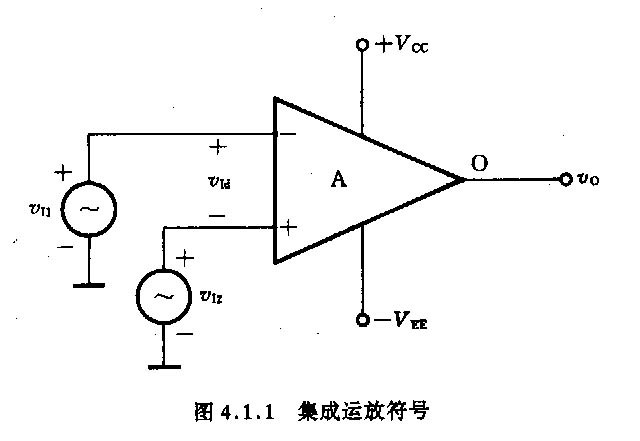 +V_CC
−
+
v_Id
−
+
A
O
v_O
+
v_I1
−
+
v_I2
−
−V_EE
图 4.1.1 集成运放符号